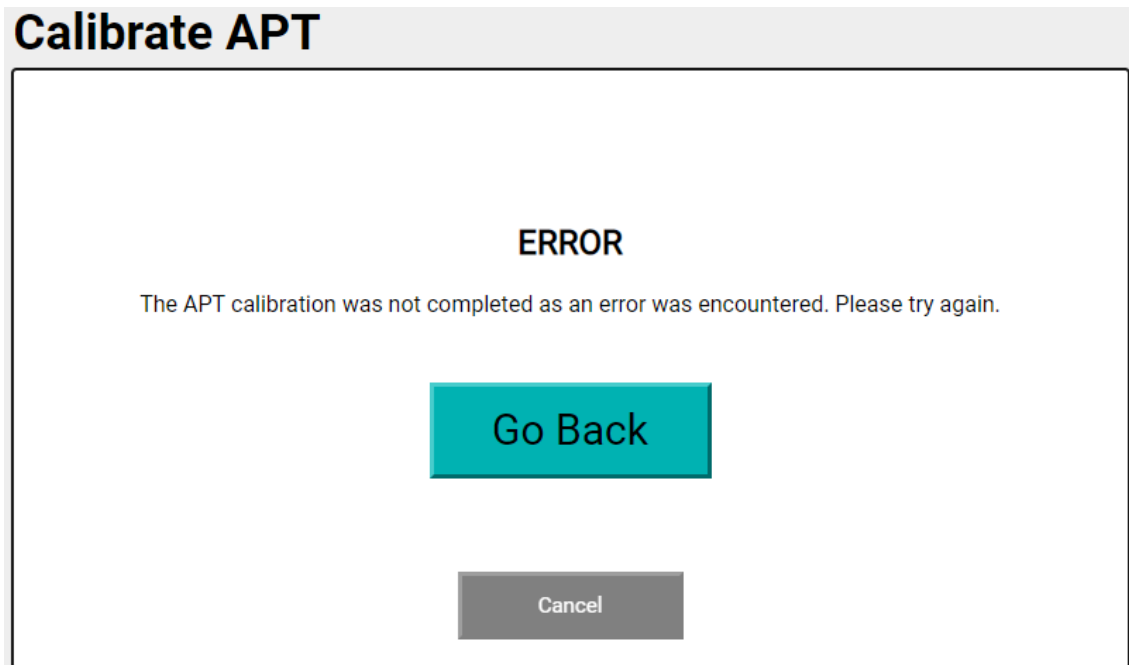 Calibrate APT
ERROR
The APT calibration was not completed as an error was encountered. Please try again.
Go Back
Cancel